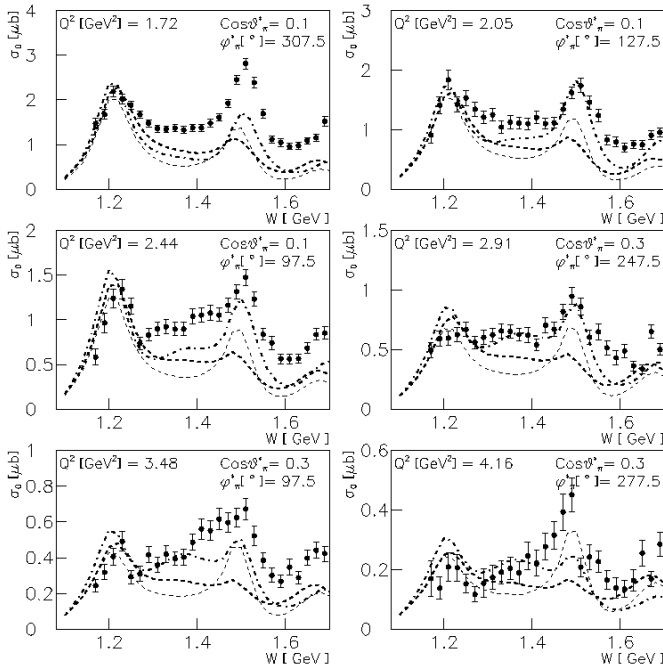 Q² [GeV²] = 1.72 Cosϑ*π = 0.1
φ*π[°] = 307.5
σ₀ [μb]
4
3
2
1
0
1.2 1.4 1.6
W [ GeV]
Q² [GeV²] = 2.05 Cosϑ*π = 0.1
φ*π[°] = 127.5
σ₀ [μb]
3
2
1
0
1.2 1.4 1.6
W [ GeV]
Q² [GeV²] = 2.44 Cosϑ*π = 0.1
φ*π[°] = 97.5
σ₀ [μb]
2
1.5
1
0.5
0
1.2 1.4 1.6
W [ GeV]
Q² [GeV²] = 2.91 Cosϑ*π = 0.3
φ*π[°] = 247.5
σ₀ [μb]
1.5
1
0.5
0
1.2 1.4 1.6
W [ GeV]
Q² [GeV²] = 3.48 Cosϑ*π = 0.3
φ*π[°] = 97.5
σ₀ [μb]
1
0.8
0.6
0.4
0.2
0
1.2 1.4 1.6
W [ GeV]
Q² [GeV²] = 4.16 Cosϑ*π = 0.3
φ*π[°] = 277.5
σ₀ [μb]
0.6
0.4
0.2
0
1.2 1.4 1.6
W [ GeV]